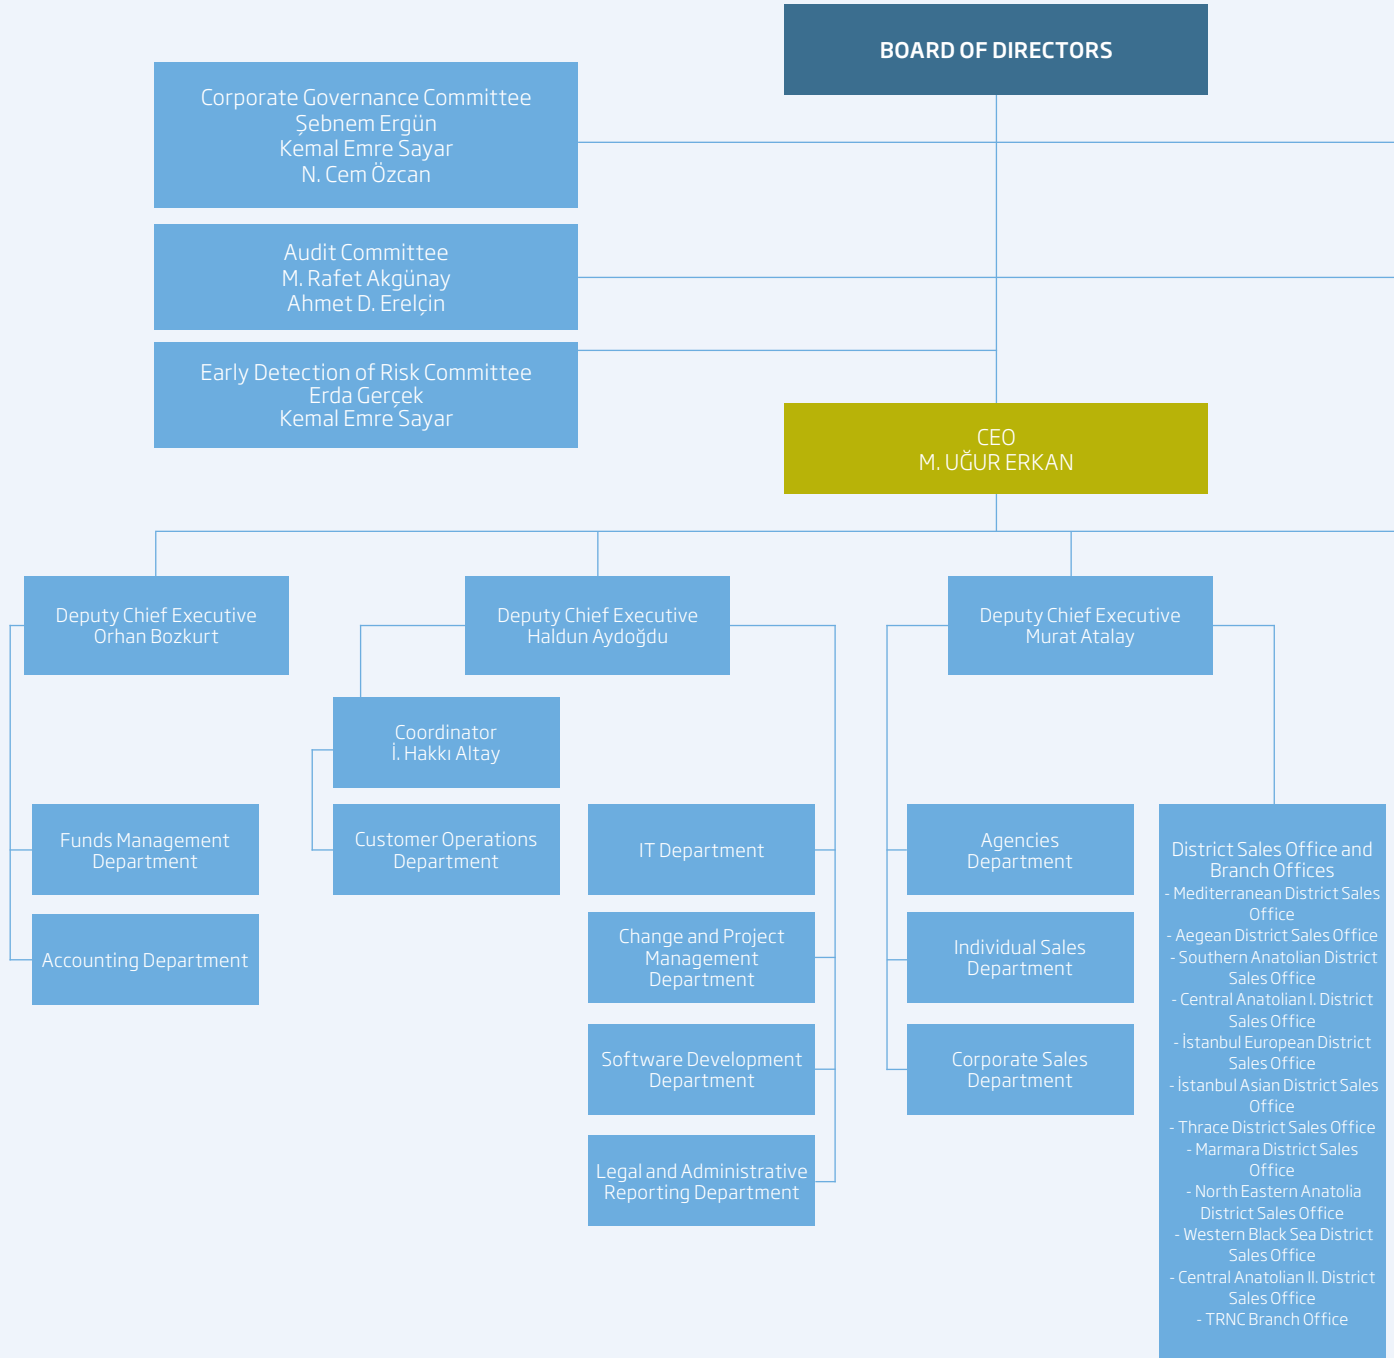 BOARD OF DIRECTORS
Corporate Governance Committee
Şebnem Ergün
Kemal Emre Sayar
N. Cem Özcan
Audit Committee
M. Rafet Akgünay
Ahmet D. Erelçin
Early Detection of Risk Committee
Erda Gerçek
Kemal Emre Sayar
CEO
M. UĞUR ERKAN
Deputy Chief Executive
Orhan Bozkurt
Deputy Chief Executive
Haldun Aydoğdu
Deputy Chief Executive
Murat Atalay
Coordinator
İ. Hakkı Altay
Funds Management
Department
Customer Operations
Department
IT Department
Agencies
Department
Accounting Department
Change and Project
Management
Department
Individual Sales
Department
Software Development
Department
Corporate Sales
Department
Legal and Administrative
Reporting Department
District Sales Office and
Branch Offices
- Mediterranean District Sales
Office
- Aegean District Sales Office
- Southern Anatolian District
Sales Office
- Central Anatolian I. District
Sales Office
- İstanbul European District
Sales Office
- İstanbul Asian District Sales
Office
- Thrace District Sales Office
- Marmara District Sales
Office
- North Eastern Anatolia
District Sales Office
- Western Black Sea District
Sales Office
- Central Anatolian II. District
Sales Office
- TRNC Branch Office